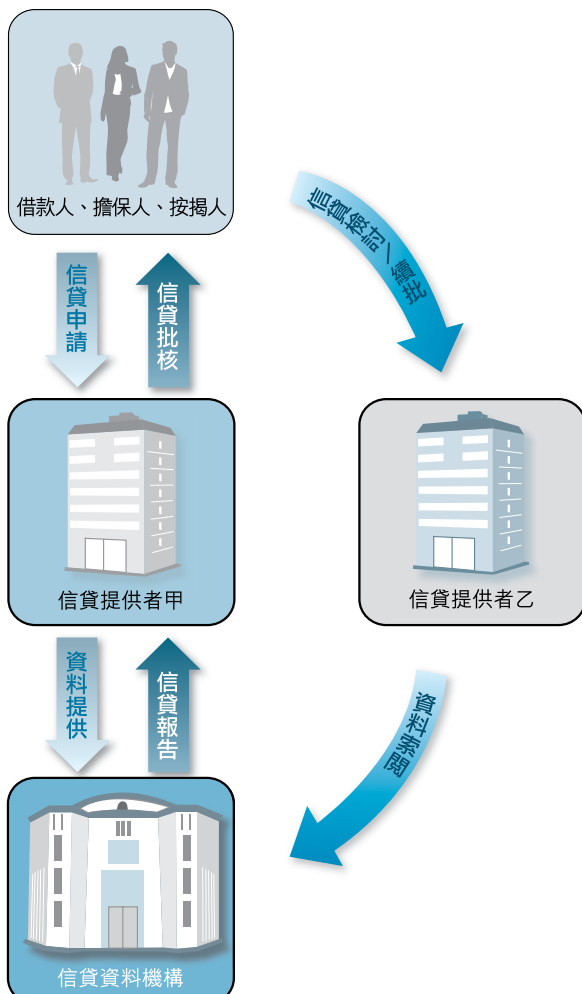 借款人、擔保人、按揭人
信貸檢討/續批
信貸申請
信貸批核
信貸提供者甲
信貸提供者乙
資料提供
信貸報告
資料索閱
信貸資料機構